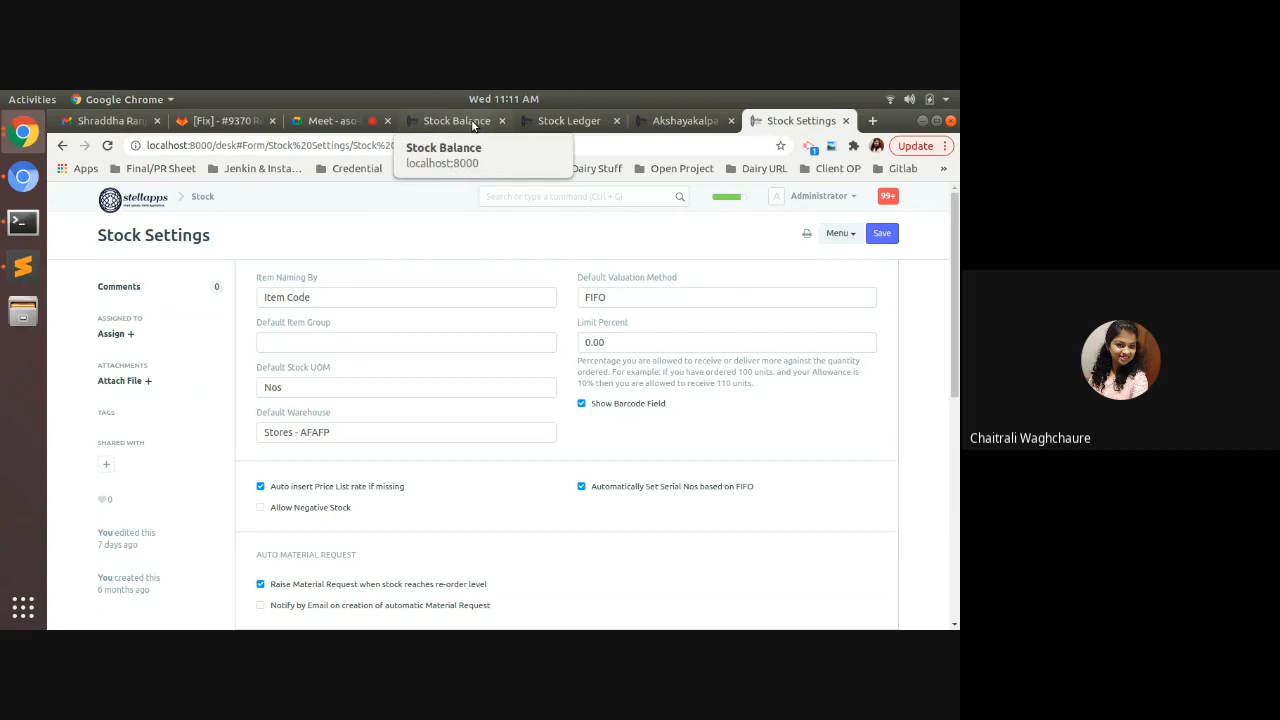 Activities
Google Chrome
Wed 11:11 AM
Shraddha Ran
[Fix] - #9370 R
Meet - aso-
Stock Balance
Stock Ledger
Akshayakalpa
Stock Settings
localhost:8000/desk#Form/Stock%20Settings/Stock%2
Update
Stock Balance
localhost:8000
Apps
Final/PR Sheet
Jenkin & Insta...
Credential
Dairy Stuff
Open Project
Dairy URL
Client OP
Gitlab
»
stellapps
Stock
Search or type a command (Ctrl + G)
A
Administrator
99+
Stock Settings
Menu
Save
Comments
0
ASSIGNED TO
Assign +
ATTACHMENTS
Attach File +
TAGS
SHARED WITH
+
0
You edited this
7 days ago
You created this
6 months ago
Item Naming By
Item Code
Default Item Group
Default Stock UOM
Nos
Default Warehouse
Stores - AFAFP
Default Valuation Method
FIFO
Limit Percent
0.00
Percentage you are allowed to receive or deliver more against the quantity
ordered. For example: If you have ordered 100 units. and your Allowance is
10% then you are allowed to receive 110 units.
Show Barcode Field
Auto insert Price List rate if missing
Allow Negative Stock
Automatically Set Serial Nos based on FIFO
AUTO MATERIAL REQUEST
Raise Material Request when stock reaches re-order level
Notify by Email on creation of automatic Material Request
Chaitrali Waghchaure